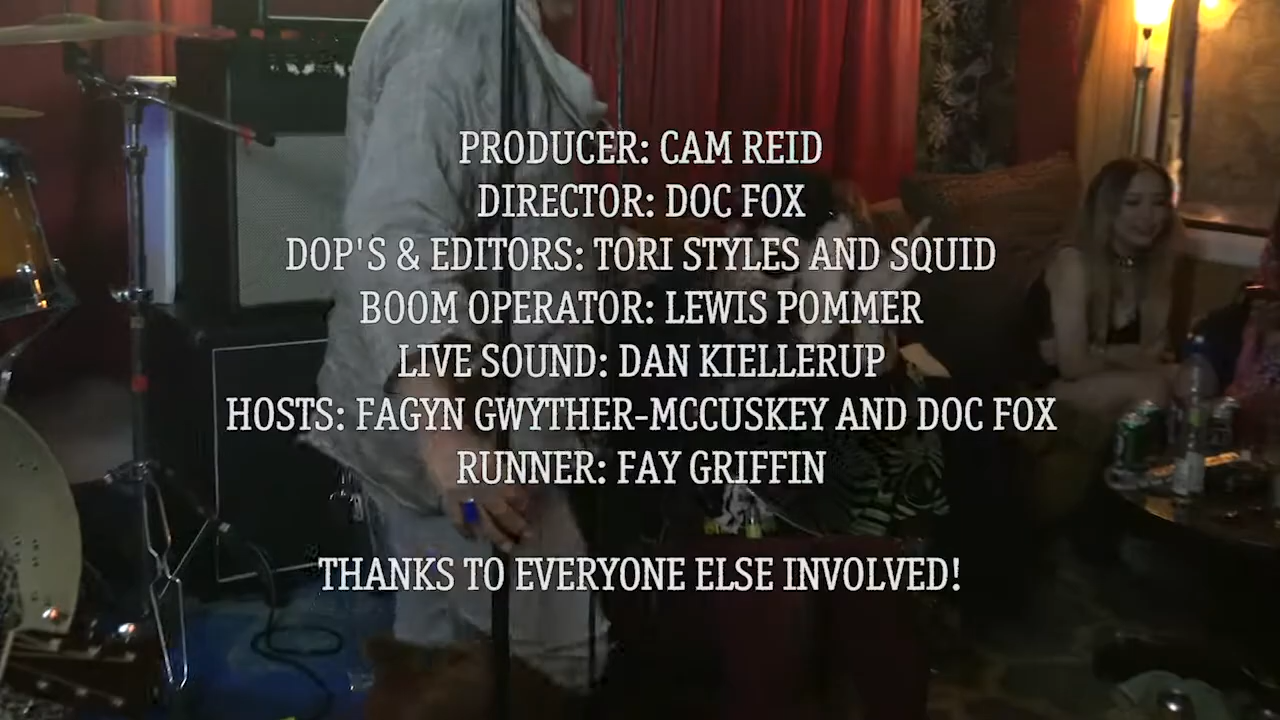 PRODUCER: CAM REID
DIRECTOR: DOC FOX
DOP'S & EDITORS: TORI STYLES AND SQUID
BOOM OPERATOR: LEWIS POMMER
LIVE SOUND: DAN KIELLERUP
HOSTS: FAGYN GWYTHER-MCCUSKEY AND DOC FOX
RUNNER: FAY GRIFFIN
THANKS TO EVERYONE ELSE INVOLVED!